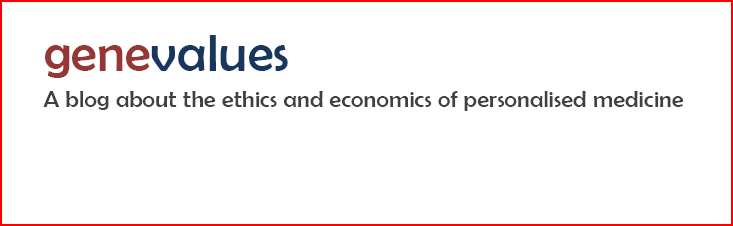 genevalues
A blog about the ethics and economics of personalised medicine